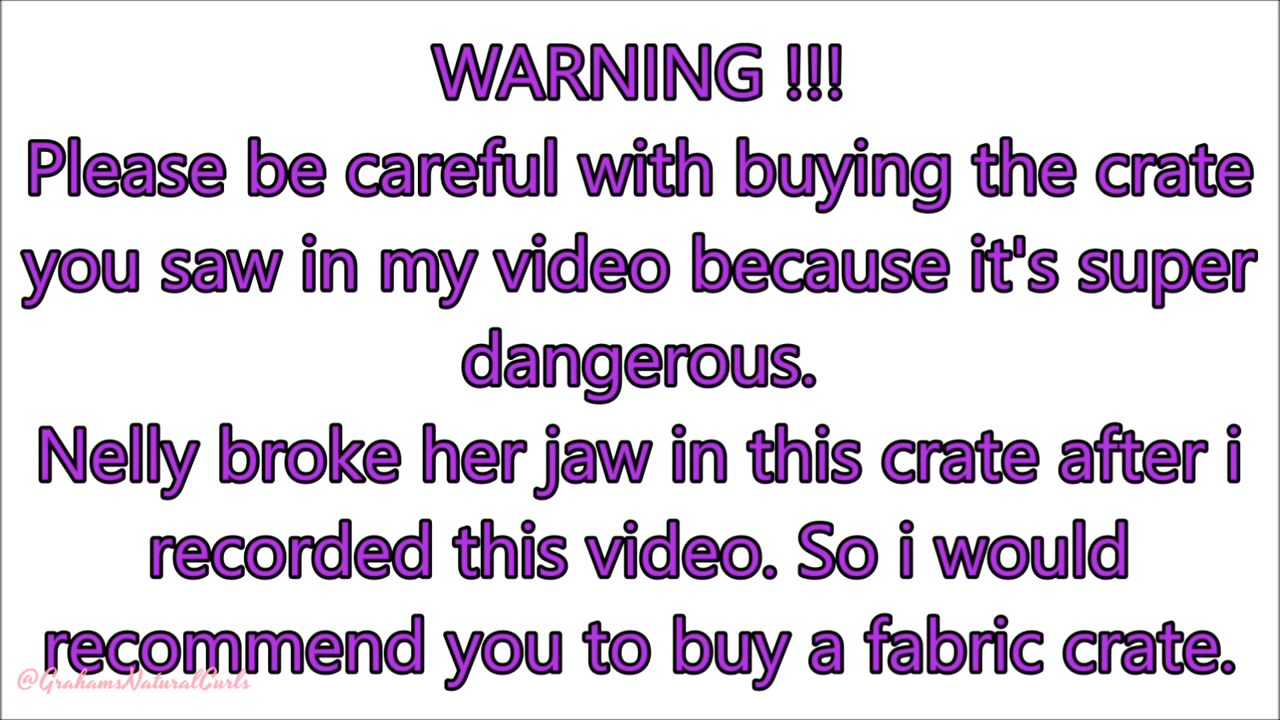 WARNING !!!
Please be careful with buying the crate
you saw in my video because it's super
dangerous.
Nelly broke her jaw in this crate after i
recorded this video. So i would
recommend you to buy a fabric crate.
@GrahamsNaturalCurls